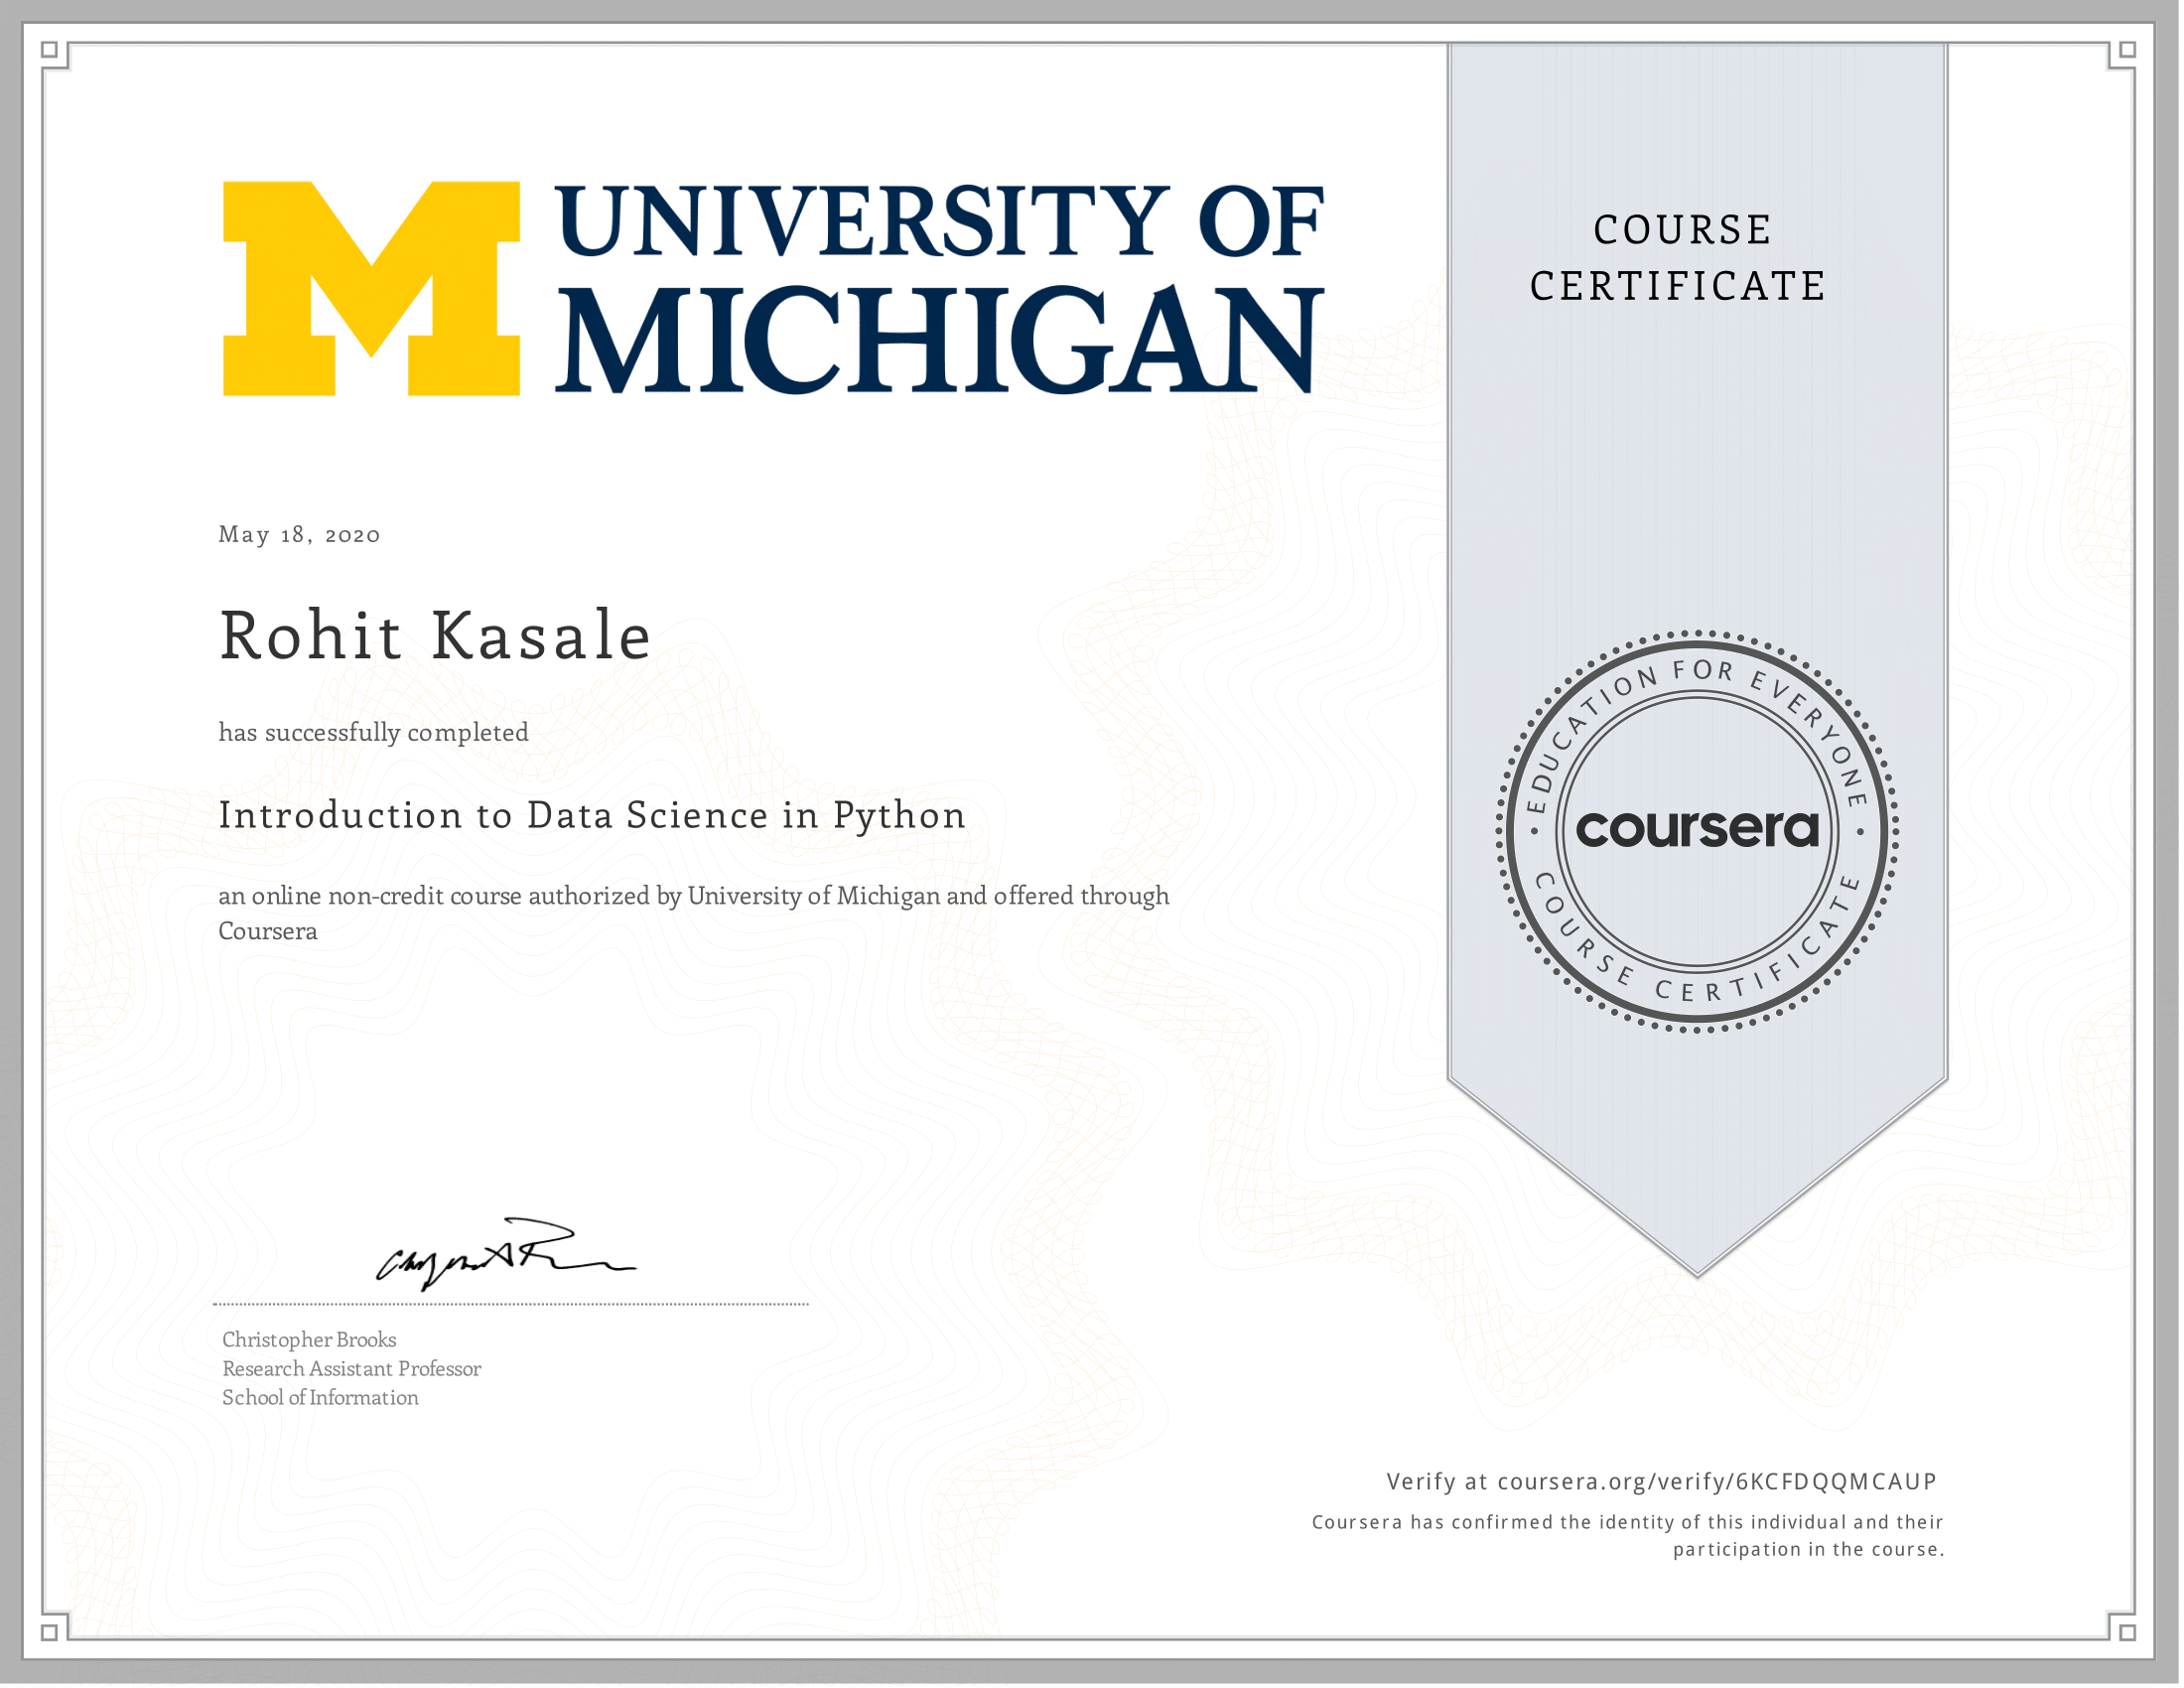 UNIVERSITY OF
MICHIGAN
COURSE
CERTIFICATE
May 18, 2020
Rohit Kasale
has successfully completed
Introduction to Data Science in Python
an online non-credit course authorized by University of Michigan and offered through
Coursera
EDUCATION FOR EVERYONE
coursera
COURSE CERTIFICATE
Christopher Brooks
Research Assistant Professor
School of Information
Verify at coursera.org/verify/6KCFDQQMCAUP
Coursera has confirmed the identity of this individual and their
participation in the course.